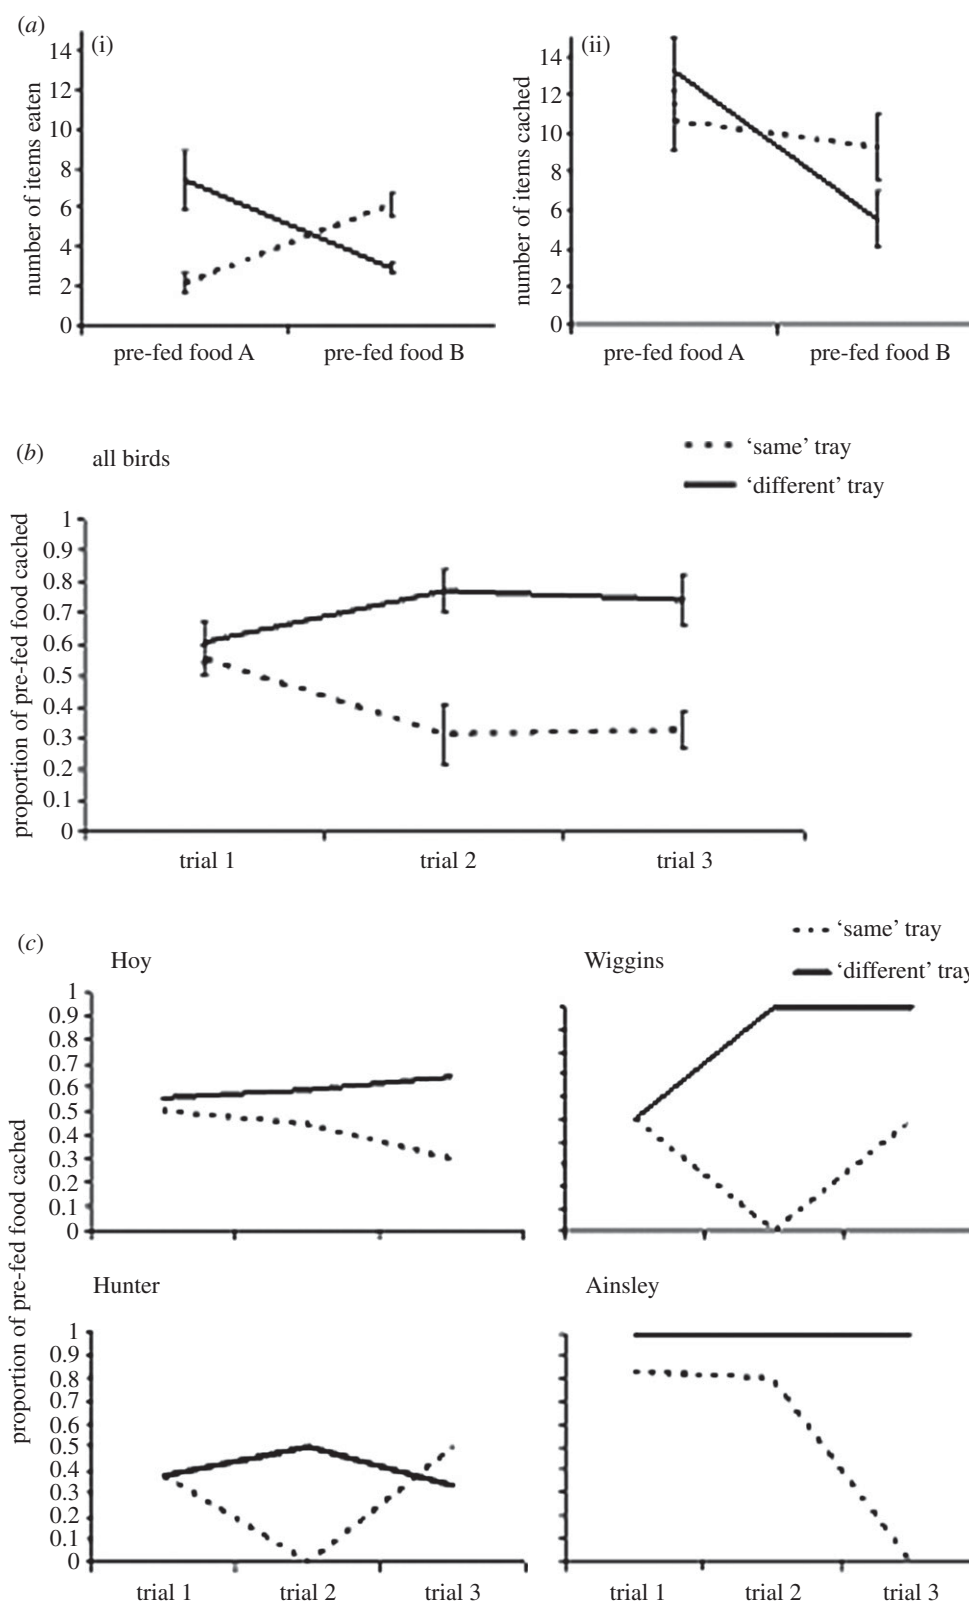 (a)
(i)
number of items eaten
14
12
10
8
6
4
2
0
pre-fed food A
pre-fed food B
(ii)
number of items cached
14
12
10
8
6
4
2
0
pre-fed food A
pre-fed food B
(b)
all birds
'same' tray
'different' tray
proportion of pre-fed food cached
1
0.9
0.8
0.7
0.6
0.5
0.4
0.3
0.2
0.1
0
trial 1
trial 2
trial 3
(c)
'same' tray
'different' tray
proportion of pre-fed food cached
Hoy
1
0.9
0.8
0.7
0.6
0.5
0.4
0.3
0.2
0.1
0
Wiggins
Hunter
1
0.9
0.8
0.7
0.6
0.5
0.4
0.3
0.2
0.1
0
trial 1
trial 2
trial 3
Ainsley
trial 1
trial 2
trial 3